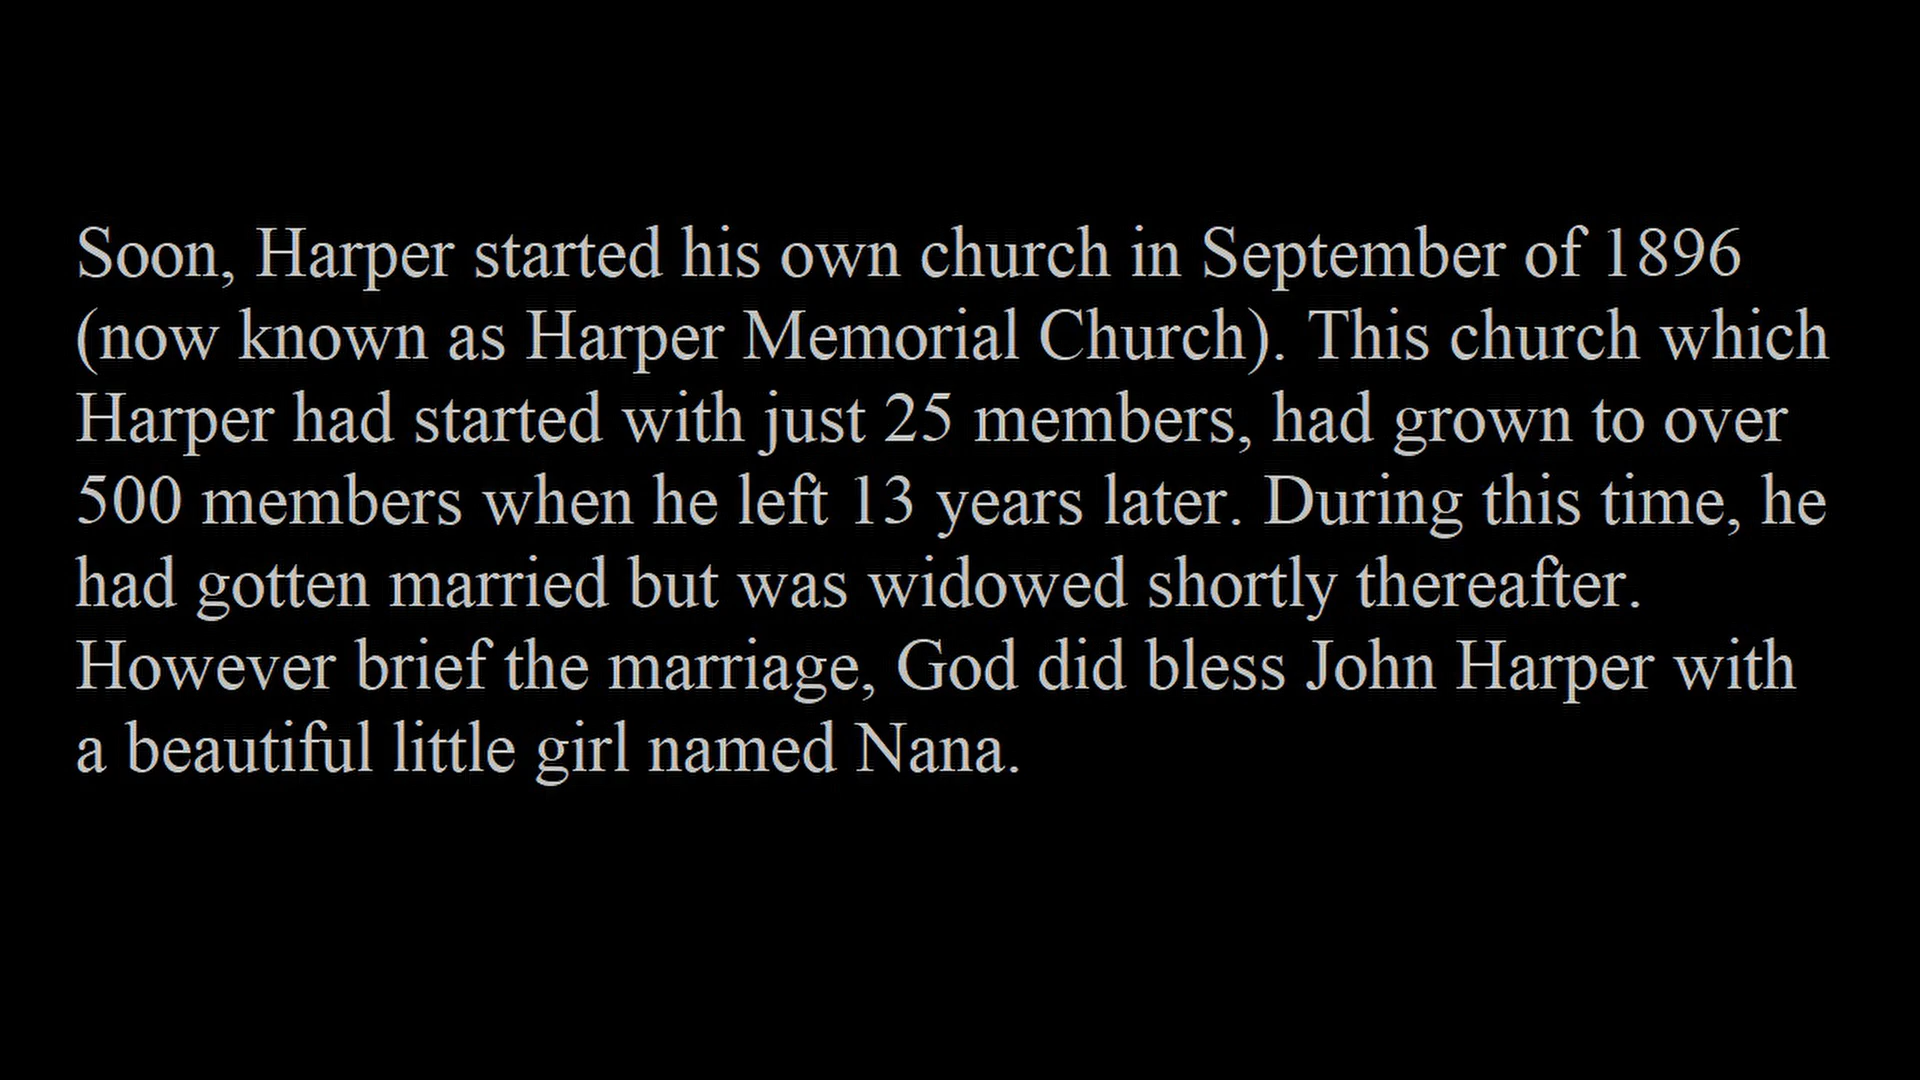 Soon, Harper started his own church in September of 1896
(now known as Harper Memorial Church). This church which
Harper had started with just 25 members, had grown to over
500 members when he left 13 years later. During this time, he
had gotten married but was widowed shortly thereafter.
However brief the marriage, God did bless John Harper with
a beautiful little girl named Nana.